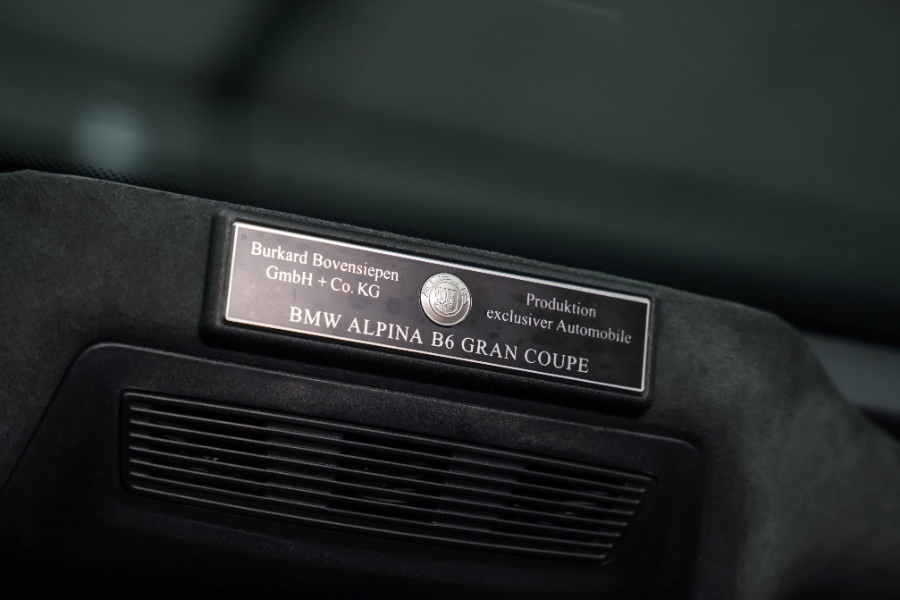 Burkard Bovensiepen
GmbH + Co. KG
Produktion
exclusiver Automobile
BMW ALPINA B6 GRAN COUPE